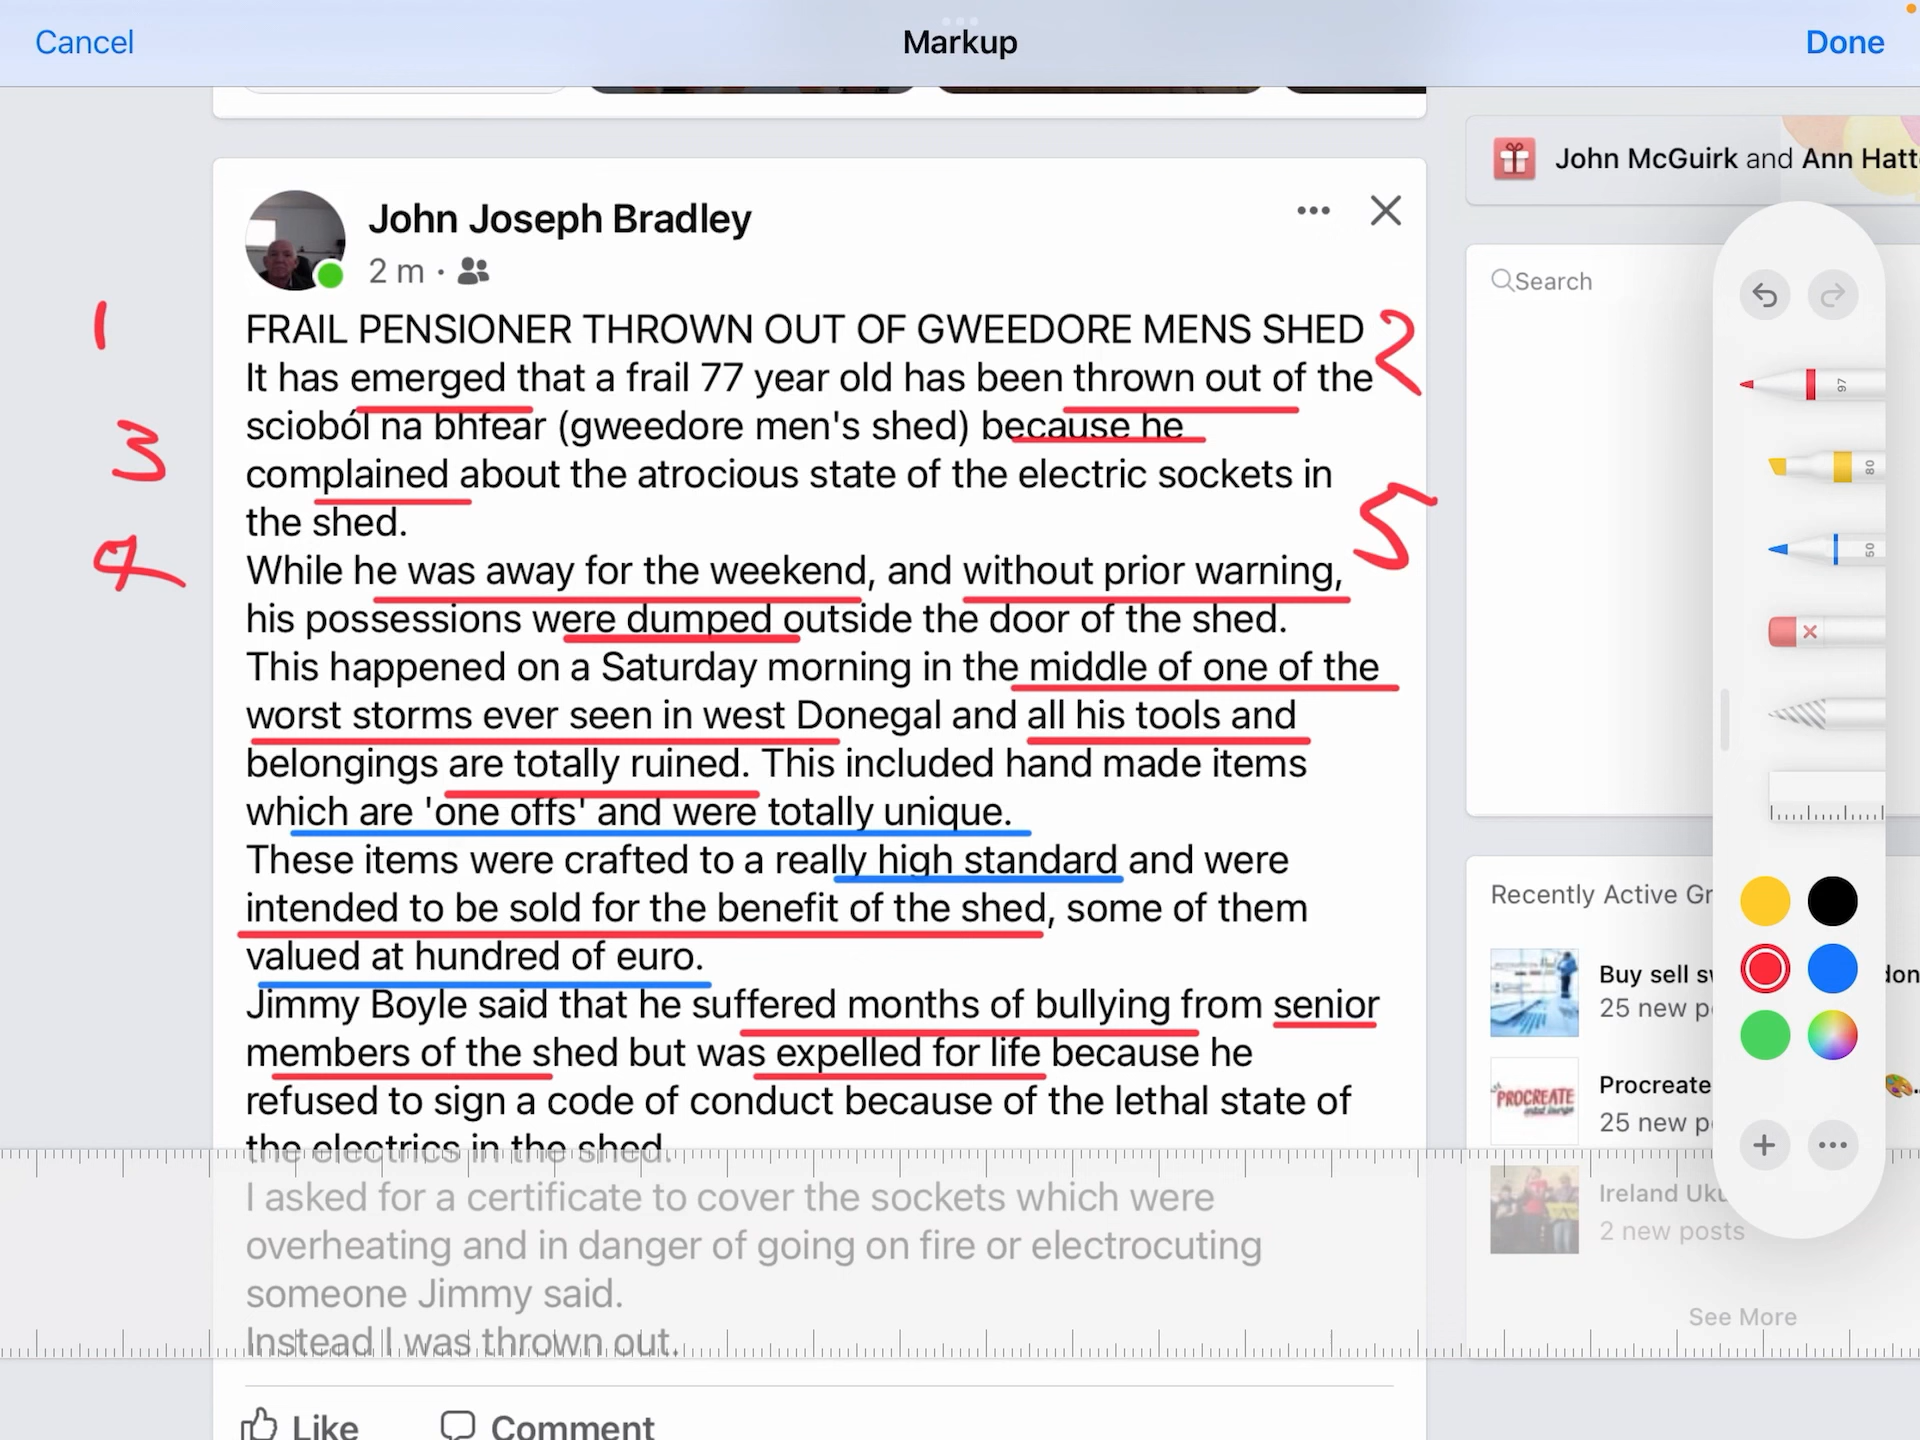 Cancel
Markup
Done
John McGuirk and Ann Hatt
John Joseph Bradley
2 m ·
Search
1
2
3
4
5
FRAIL PENSIONER THROWN OUT OF GWEEDORE MENS SHED
It has emerged that a frail 77 year old has been thrown out of the
scioból na bhfear (gweedore men's shed) because he
complained about the atrocious state of the electric sockets in
the shed.
While he was away for the weekend, and without prior warning,
his possessions were dumped outside the door of the shed.
This happened on a Saturday morning in the middle of one of the
worst storms ever seen in west Donegal and all his tools and
belongings are totally ruined. This included hand made items
which are 'one offs' and were totally unique.
These items were crafted to a really high standard and were
intended to be sold for the benefit of the shed, some of them
valued at hundred of euro.
Jimmy Boyle said that he suffered months of bullying from senior
members of the shed but was expelled for life because he
refused to sign a code of conduct because of the lethal state of
the electrics in the shed.
I asked for a certificate to cover the sockets which were
overheating and in danger of going on fire or electrocuting
someone Jimmy said.
Instead I was thrown out.
Like
Comment
97
80
50
Recently Active Gr
Buy sell sw
don
25 new p
Procreate
25 new p
PROCREATE
Ireland Uku
2 new posts
See More